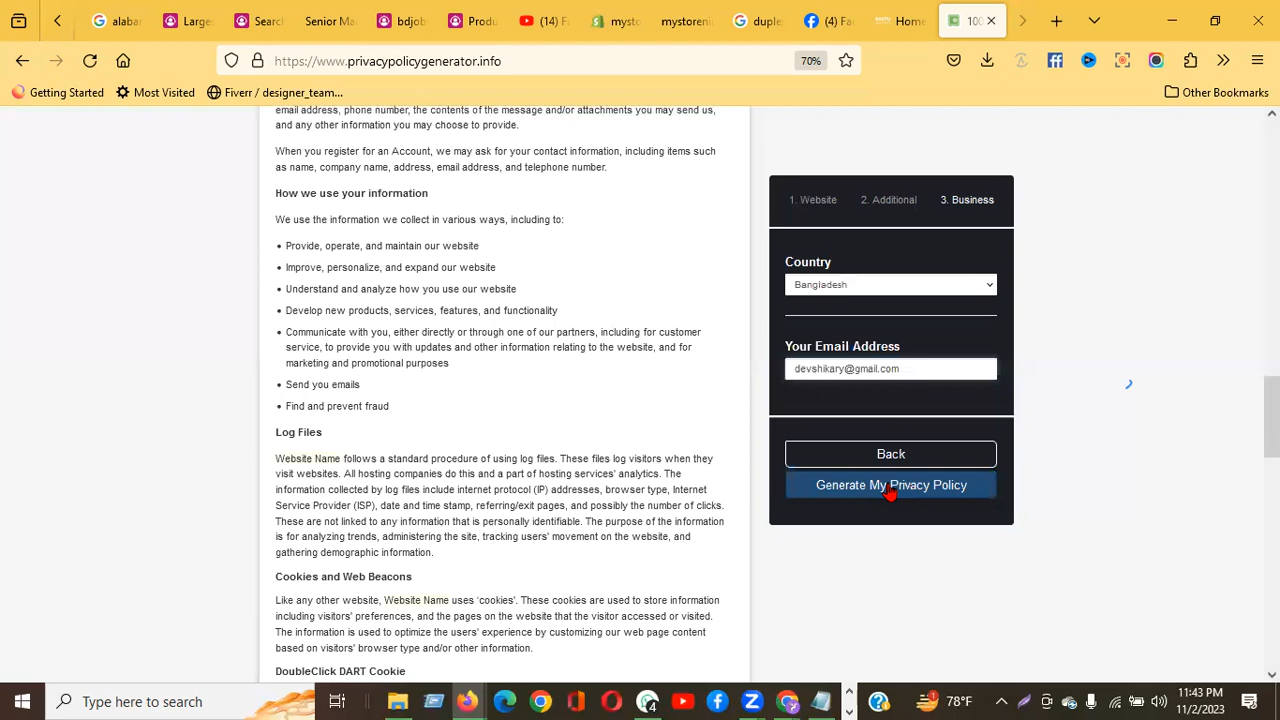 alabar
Larges
Search
Senior Ma
bdjob
Produ
(14) F
mysto
mystoreni
duple
(4) Fa
Home
100
https://www.privacypolicygenerator.info
70%
Getting Started
Most Visited
Fiverr / designer_team...
Other Bookmarks
email address, phone number, the contents of the message and/or attachments you may send us,
and any other information you may choose to provide.
When you register for an Account, we may ask for your contact information, including items such
as name, company name, address, email address, and telephone number.
How we use your information
We use the information we collect in various ways, including to:
• Provide, operate, and maintain our website
• Improve, personalize, and expand our website
• Understand and analyze how you use our website
• Develop new products, services, features, and functionality
• Communicate with you, either directly or through one of our partners, including for customer
service, to provide you with updates and other information relating to the website, and for
marketing and promotional purposes
• Send you emails
• Find and prevent fraud
Log Files
Website Name follows a standard procedure of using log files. These files log visitors when they
visit websites. All hosting companies do this and a part of hosting services' analytics. The
information collected by log files include internet protocol (IP) addresses, browser type, Internet
Service Provider (ISP), date and time stamp, referring/exit pages, and possibly the number of clicks.
These are not linked to any information that is personally identifiable. The purpose of the information
is for analyzing trends, administering the site, tracking users' movement on the website, and
gathering demographic information.
Cookies and Web Beacons
Like any other website, Website Name uses ‘cookies'. These cookies are used to store information
including visitors' preferences, and the pages on the website that the visitor accessed or visited.
The information is used to optimize the users' experience by customizing our web page content
based on visitors' browser type and/or other information.
DoubleClick DART Cookie
1. Website
2. Additional
3. Business
Country
Bangladesh
Your Email Address
devshikary@gmail.com
Back
Generate My Privacy Policy
Type here to search
4
1
78°F
11:43 PM
11/2/2023